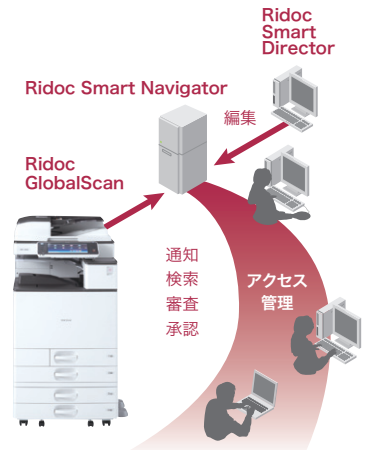 Ridoc
Smart
Director
Ridoc Smart Navigator
編集
Ridoc
GlobalScan
通知
検索
審査
承認
アクセス
管理